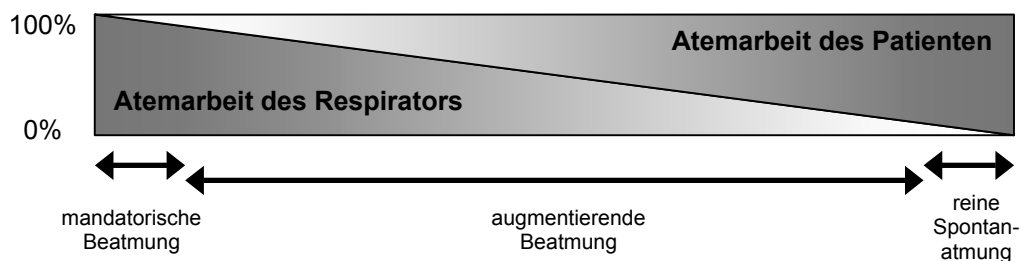 100%
Atemarbeit des Patienten
Atemarbeit des Respirators
0%
mandatorische
Beatmung
augmentierende
Beatmung
reine
Spontan-
atmung